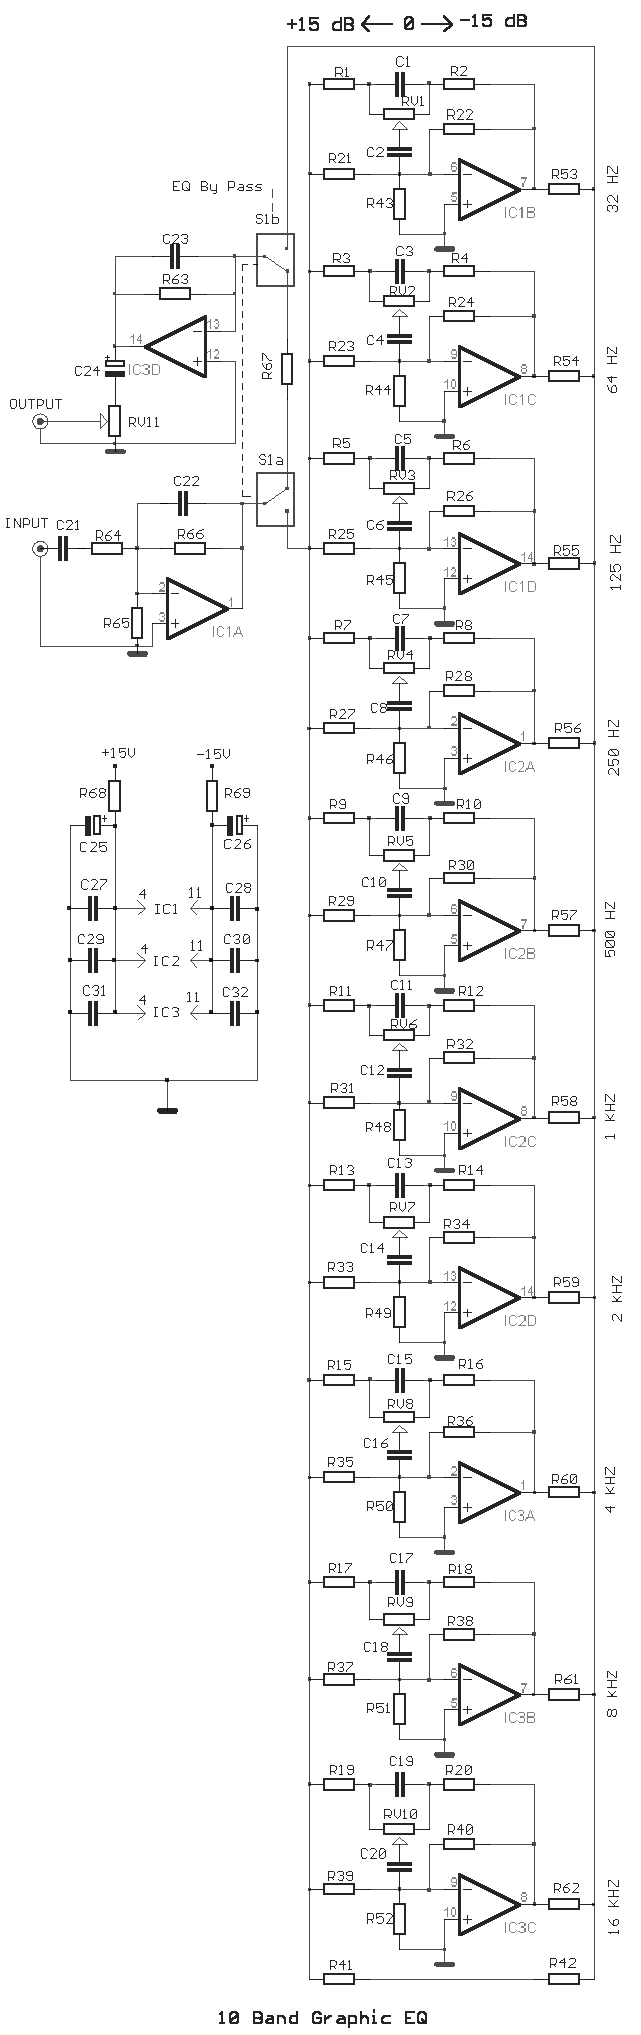 +15 dB
0
-15 dB
R1
C1
R2
RV1
R22
C2
R21
6
7
R53
R43
5
IC1B
32 HZ
EQ By Pass
S1b
C23
R63
13
14
12
C24
IC3D
R67
OUTPUT
RV11
R3
C3
R4
RV2
R24
C4
R23
9
8
R54
R44
10
IC1C
64 HZ
S1a
C22
INPUT
C21
R64
R66
R65
2
3
1
IC1A
R5
C5
R6
RV3
R26
C6
R25
13
14
R55
R45
12
IC1D
125 HZ
R7
C7
R8
RV4
R28
C8
R27
2
1
R56
R46
3
IC2A
250 HZ
+15V
-15V
R68
R69
+
+
C25
C26
C27
4
IC1
11
C28
C29
4
IC2
11
C30
C31
4
IC3
11
C32
R9
C9
R10
RV5
R30
C10
R29
6
7
R57
R47
5
IC2B
500 HZ
R11
C11
R12
RV6
R32
C12
R31
9
8
R58
R48
10
IC2C
1 KHZ
R13
C13
R14
RV7
R34
C14
R33
13
14
R59
R49
12
IC2D
2 KHZ
R15
C15
R16
RV8
R36
C16
R35
2
1
R60
R50
3
IC3A
4 KHZ
R17
C17
R18
RV9
R38
C18
R37
6
7
R61
R51
5
IC3B
8 KHZ
R19
C19
R20
RV10
R40
C20
R39
9
8
R62
R52
10
IC3C
16 KHZ
R41
R42
10 Band Graphic EQ